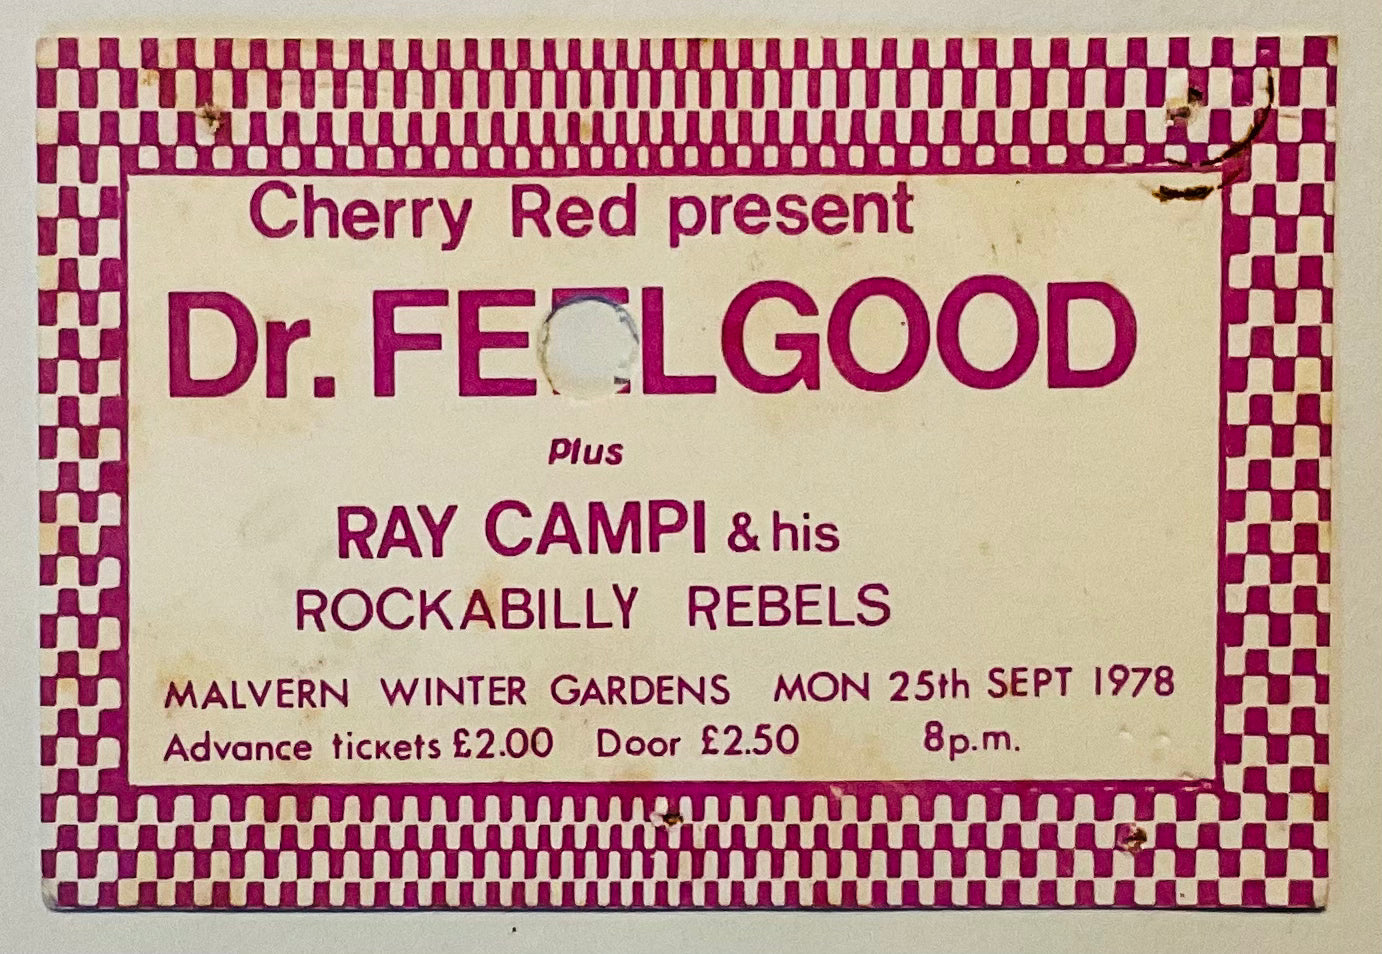 Cherry Red present
Dr. FEELGOOD
Plus
RAY CAMPI & his
ROCKABILLY REBELS
MALVERN WINTER GARDENS MON 25th SEPT 1978
Advance tickets £2.00 Door £2.50 8p.m.